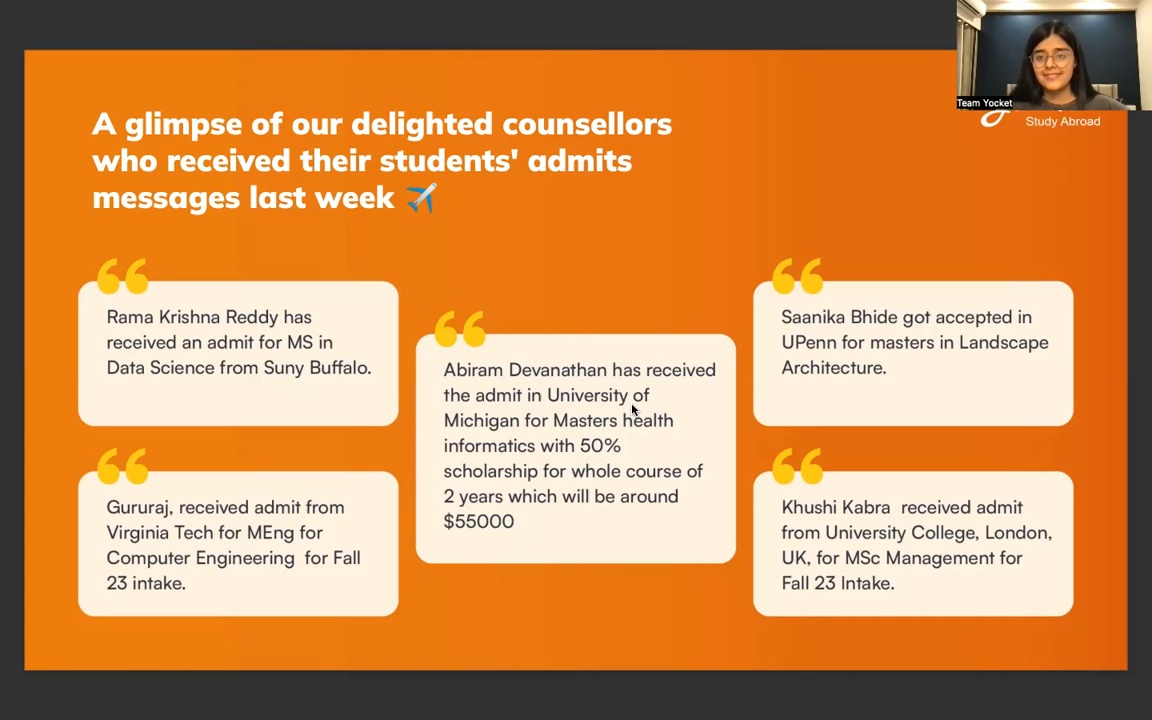 Team Yocket
Study Abroad
A glimpse of our delighted counsellors
who received their students' admits
messages last week ✈️
Rama Krishna Reddy has
received an admit for MS in
Data Science from Suny Buffalo.
Gururaj, received admit from
Virginia Tech for MEng for
Computer Engineering  for Fall
23 intake.
Abiram Devanathan has received
the admit in University of
Michigan for Masters health
informatics with 50%
scholarship for whole course of
2 years which will be around
$55000
Saanika Bhide got accepted in
UPenn for masters in Landscape
Architecture.
Khushi Kabra  received admit
from University College, London,
UK, for MSc Management for
Fall 23 Intake.